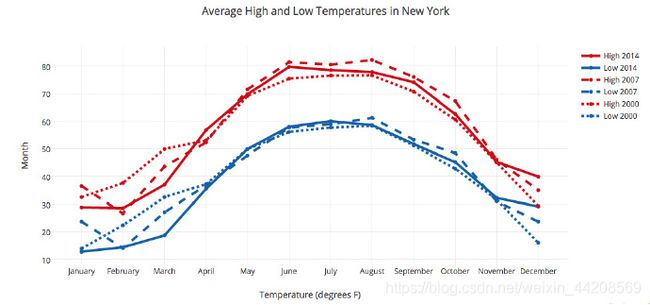 Average High and Low Temperatures in New York
High 2014
Low 2014
High 2007
Low 2007
High 2000
Low 2000
Month
80
70
60
50
40
30
20
10
January February March April May June July August September October November December
Temperature (degrees F)
https://blog.csdn.net/weixin_44208569